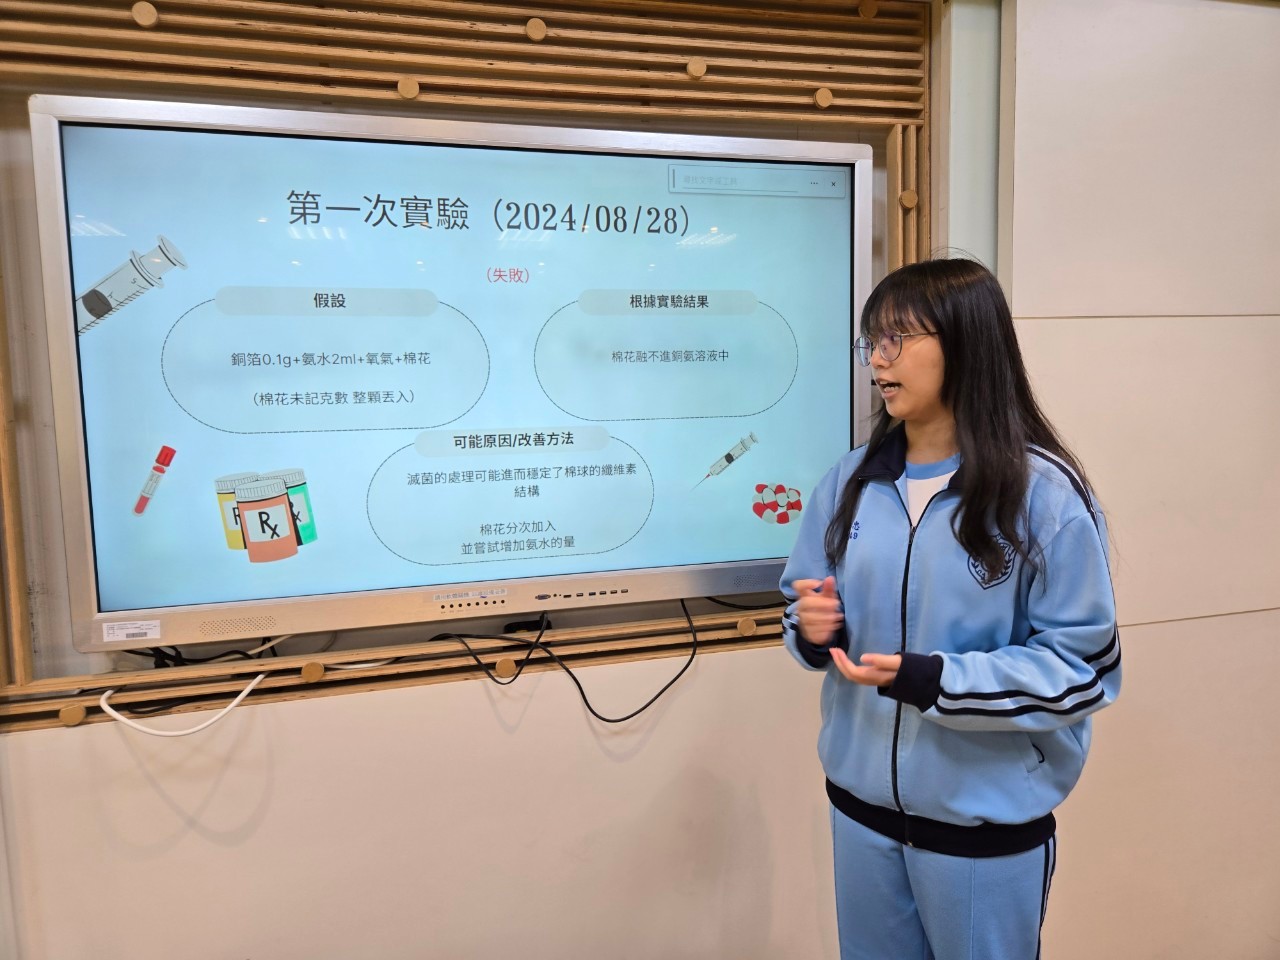 第一次實驗（2024/08/28）
（失敗）
假設
銅箔0.1g+氨水2ml+氧氣+棉花
（棉花未記克數 整顆丟入）
根據實驗結果
棉花融不進銅氨溶液中
可能原因/改善方法
滅菌的處理可能進而穩定了棉球的纖維素
結構
棉花分次加入
並嘗試增加氨水的量
Rx